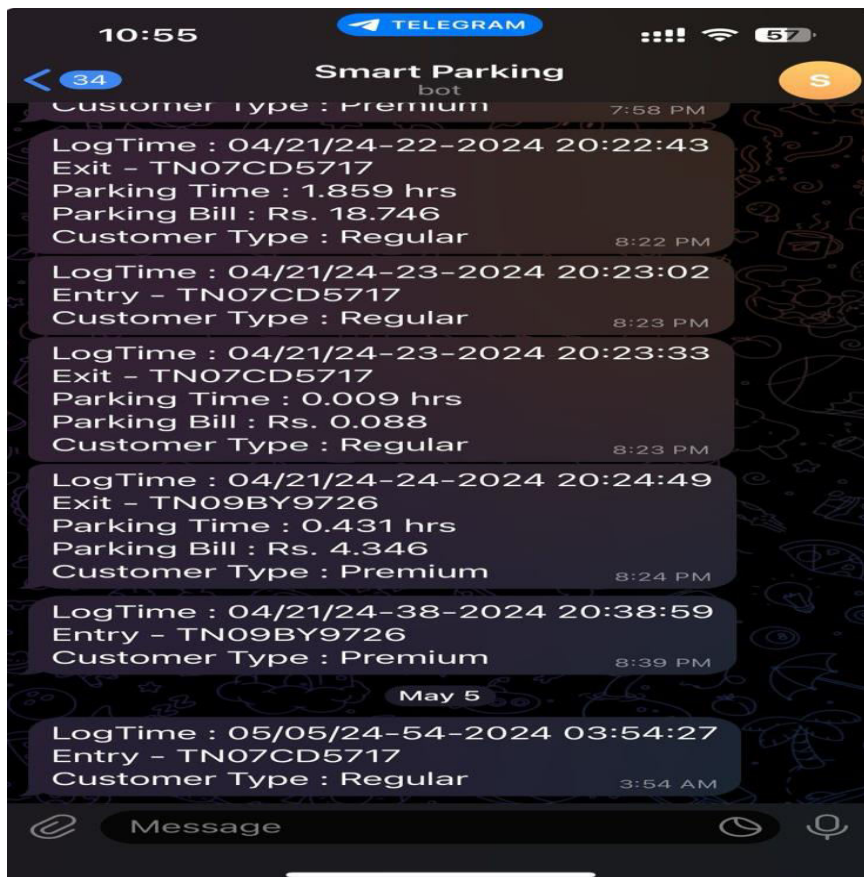 10:55
TELEGRAM
57
34
Smart Parking
bot
S
Customer Type : Premium
7:58 PM
LogTime : 04/21/24-22-2024 20:22:43
Exit - TN07CD5717
Parking Time : 1.859 hrs
Parking Bill : Rs. 18.746
Customer Type : Regular
8:22 PM
LogTime : 04/21/24-23-2024 20:23:02
Entry - TN07CD5717
Customer Type : Regular
8:23 PM
LogTime : 04/21/24-23-2024 20:23:33
Exit - TN07CD5717
Parking Time : 0.009 hrs
Parking Bill : Rs. 0.088
Customer Type : Regular
8:23 PM
LogTime : 04/21/24-24-2024 20:24:49
Exit - TN09BY9726
Parking Time : 0.431 hrs
Parking Bill : Rs. 4.346
Customer Type : Premium
8:24 PM
LogTime : 04/21/24-38-2024 20:38:59
Entry - TN09BY9726
Customer Type : Premium
8:39 PM
May 5
LogTime : 05/05/24-54-2024 03:54:27
Entry - TN07CD5717
Customer Type : Regular
3:54 AM
Message